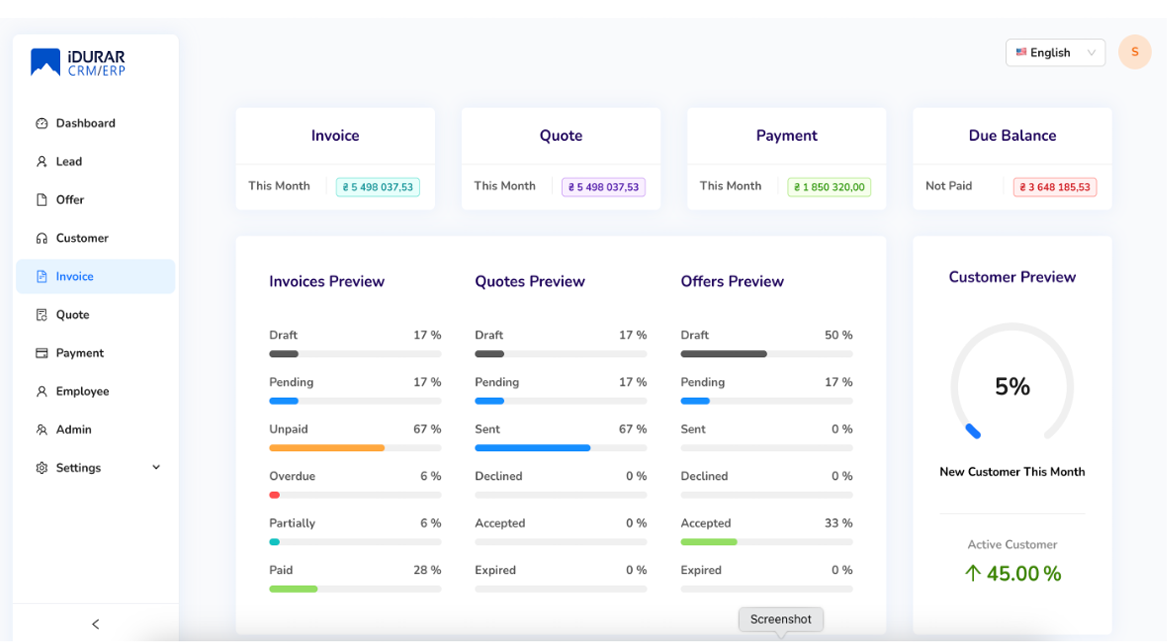 iDURAR
CRM/ERP
English
S
Dashboard
Lead
Offer
Customer
Invoice
Quote
Payment
Employee
Admin
Settings
Invoice
This Month ₴ 5 498 037,53
Quote
This Month ₴ 5 498 037,53
Payment
This Month ₴ 1 850 320,00
Due Balance
Not Paid ₴ 3 648 185,53
Invoices Preview
Draft 17 %
Pending 17 %
Unpaid 67 %
Overdue 6 %
Partially 6 %
Paid 28 %
Quotes Preview
Draft 17 %
Pending 17 %
Sent 67 %
Declined 0 %
Accepted 0 %
Expired 0 %
Offers Preview
Draft 50 %
Pending 17 %
Sent 0 %
Declined 0 %
Accepted 33 %
Expired 0 %
Customer Preview
5%
New Customer This Month
Active Customer
↑ 45.00 %
Screenshot